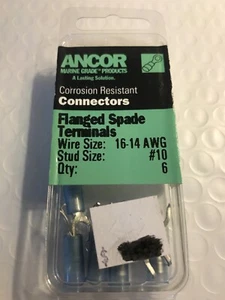 ANCOR
MARINE GRADE™ PRODUCTS
A Lasting Solution.
Corrosion Resistant
Connectors
Flanged Spade
Terminals
Wire Size: 16-14 AWG
Stud Size: #10
Qty: 6